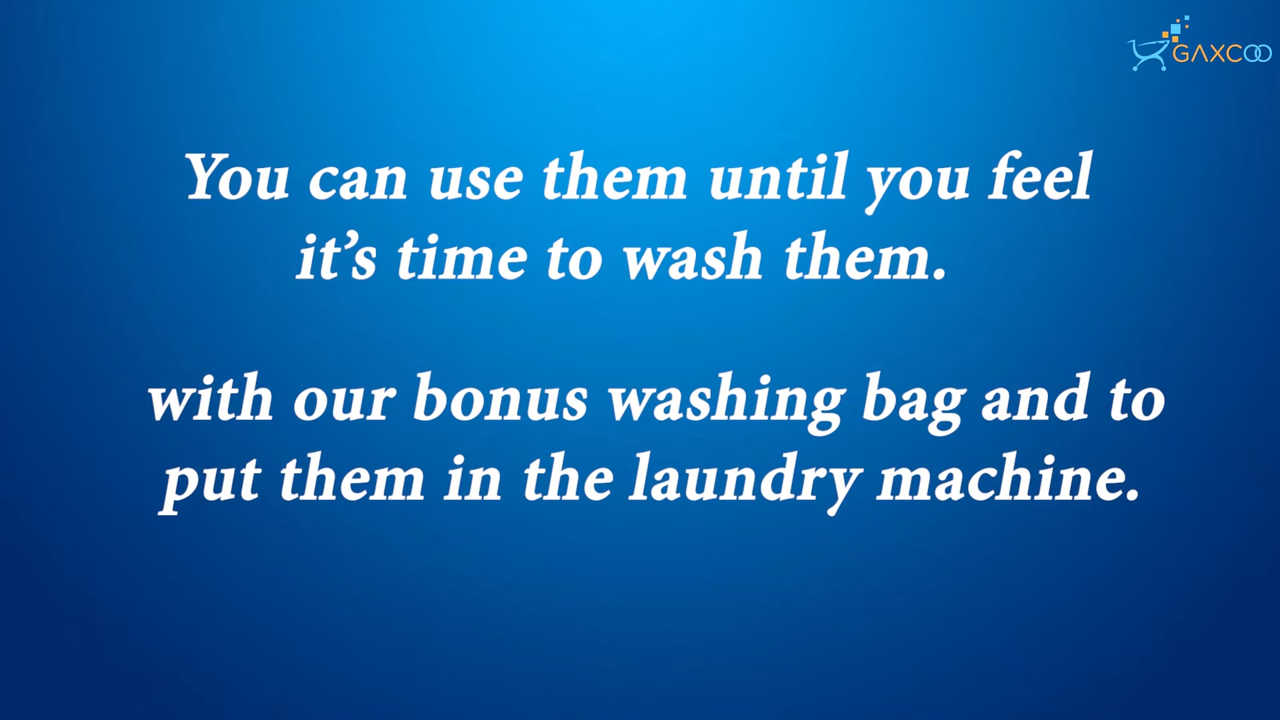 GAXCOO
You can use them until you feel
it’s time to wash them.
with our bonus washing bag and to
put them in the laundry machine.